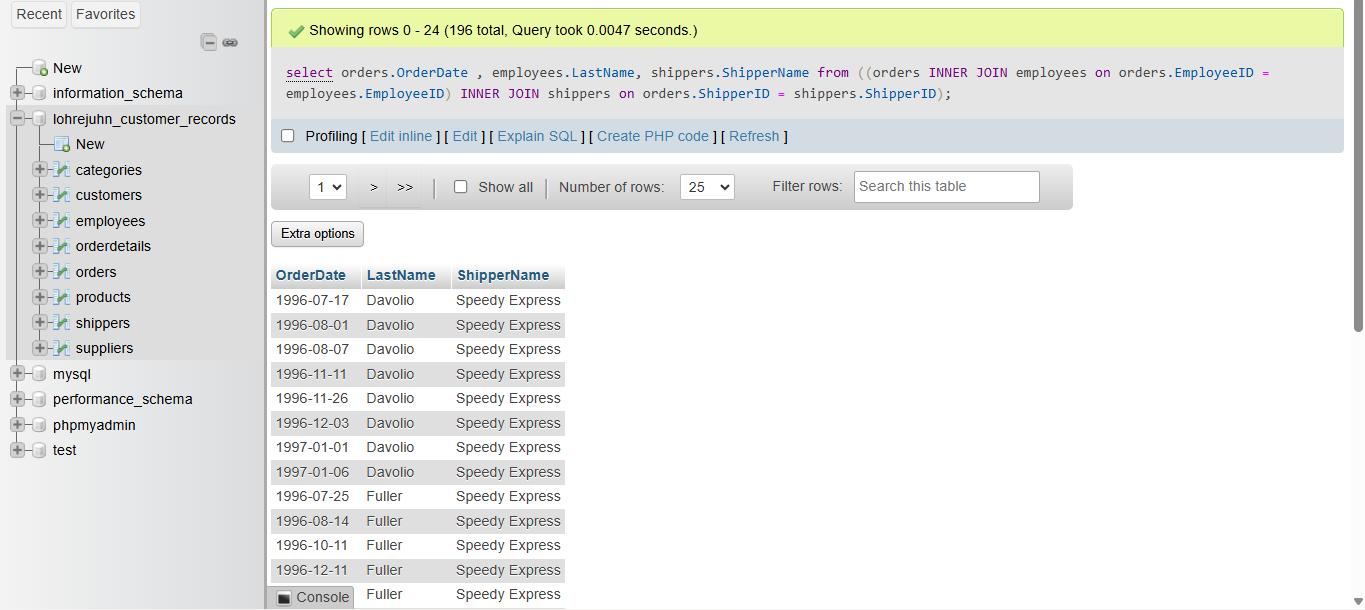 Recent Favorites
New
information_schema
lohrejuhn_customer_records
New
categories
customers
employees
orderdetails
orders
products
shippers
suppliers
mysql
performance_schema
phpmyadmin
test
Showing rows 0 - 24 (196 total, Query took 0.0047 seconds.)
select orders.OrderDate , employees.LastName, shippers.ShipperName from ((orders INNER JOIN employees on orders.EmployeeID =
employees.EmployeeID) INNER JOIN shippers on orders.ShipperID = shippers.ShipperID);
Profiling [ Edit inline ] [ Edit ] [ Explain SQL ] [ Create PHP code ] [ Refresh ]
1 > >> | Show all | Number of rows: 25 Filter rows: Search this table
Extra options
OrderDate LastName ShipperName
1996-07-17 Davolio Speedy Express
1996-08-01 Davolio Speedy Express
1996-08-07 Davolio Speedy Express
1996-11-11 Davolio Speedy Express
1996-11-26 Davolio Speedy Express
1996-12-03 Davolio Speedy Express
1997-01-01 Davolio Speedy Express
1997-01-06 Davolio Speedy Express
1996-07-25 Fuller Speedy Express
1996-08-14 Fuller Speedy Express
1996-10-11 Fuller Speedy Express
1996-12-11 Fuller Speedy Express
Console Fuller Speedy Express